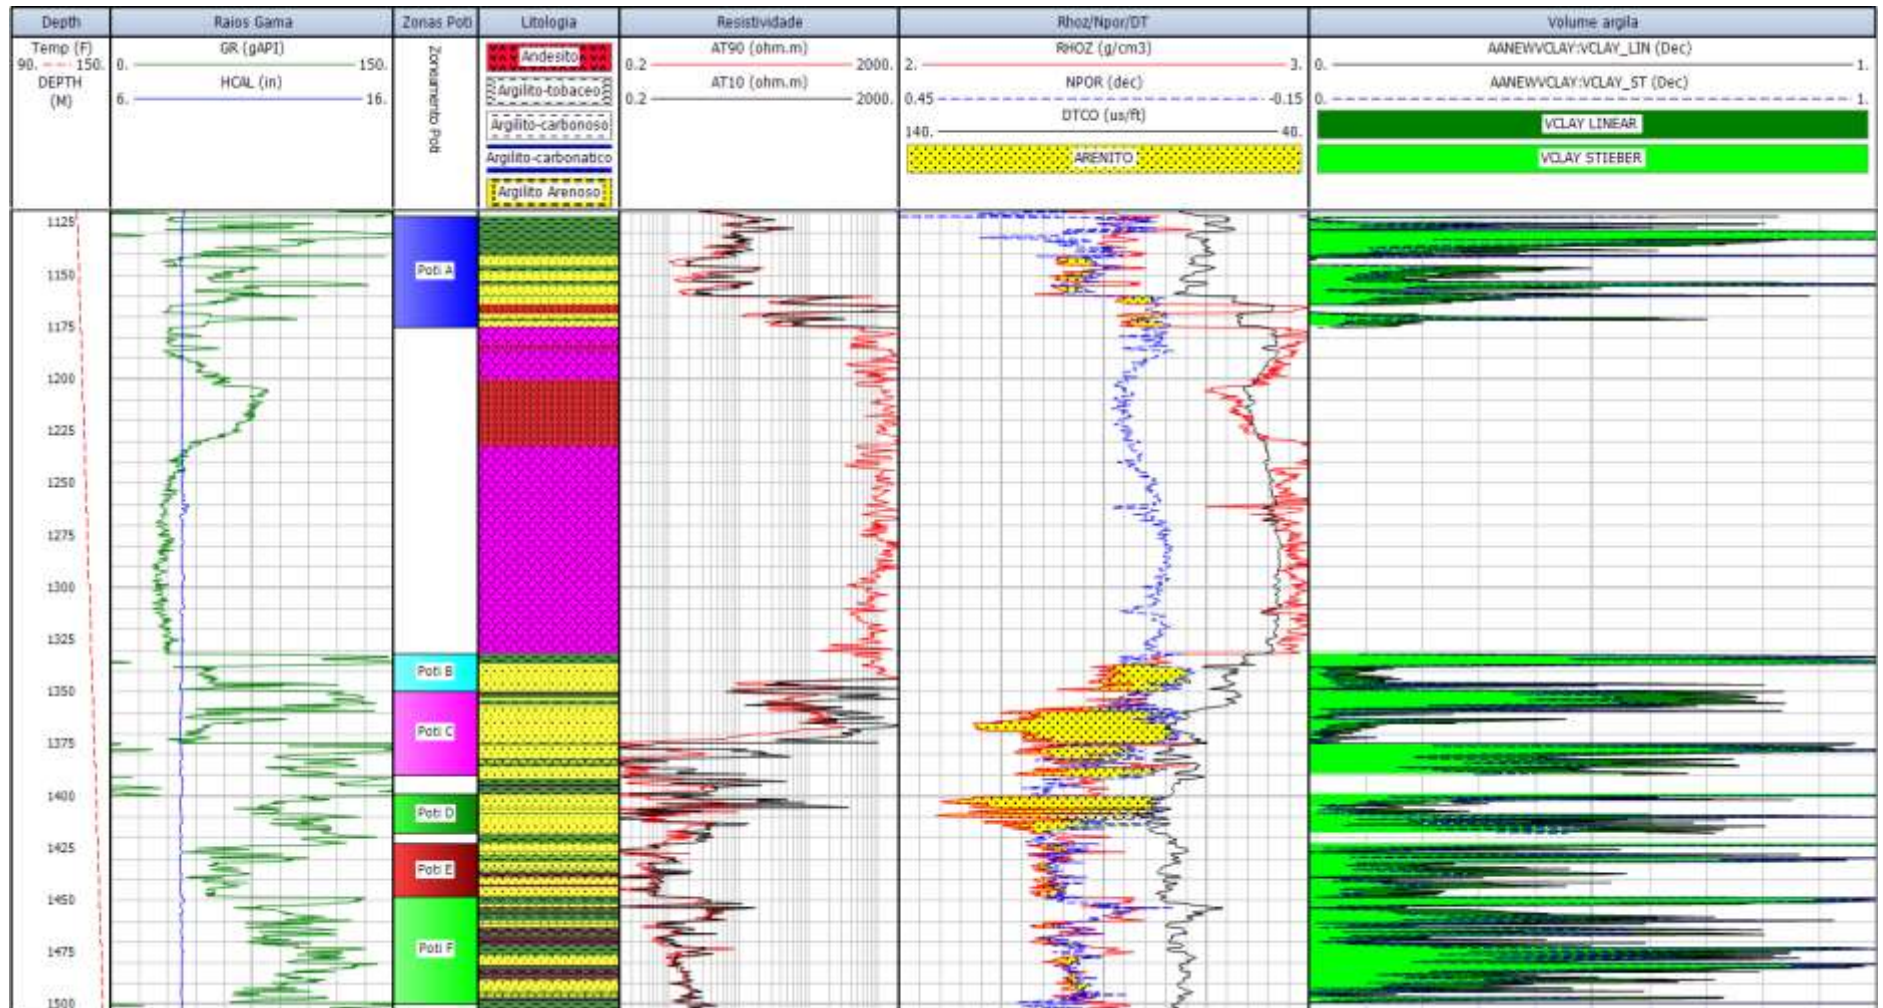 Depth
Raios Gama
Zonas Poti
Litologia
Resistividade
Rhoz/Npor/DT
Volume argila
Temp (F)
90. 150.
DEPTH
(M)
GR (gAPI)
0. 150.
HCAL (in)
6. 16.
Zoneamento Poti
Andesito
Argilito-tobaceo
Argilito-carbonoso
Argilito-carbonatico
Argilito Arenoso
AT90 (ohm.m)
0.2 2000.
AT10 (ohm.m)
0.2 2000.
RHOZ (g/cm3)
2. 3.
NPOR (dec)
0.45 -0.15
DTCO (us/ft)
140. 40.
ARENITO
AANEWVCLAY:VCLAY_LIN (Dec)
0. 1.
AANEWVCLAY:VCLAY_ST (Dec)
0. 1.
VCLAY LINEAR
VCLAY STIEBER
1125
1150
1175
1200
1225
1250
1275
1300
1325
1350
1375
1400
1425
1450
1475
1500
Poti A
Poti B
Poti C
Poti D
Poti E
Poti F